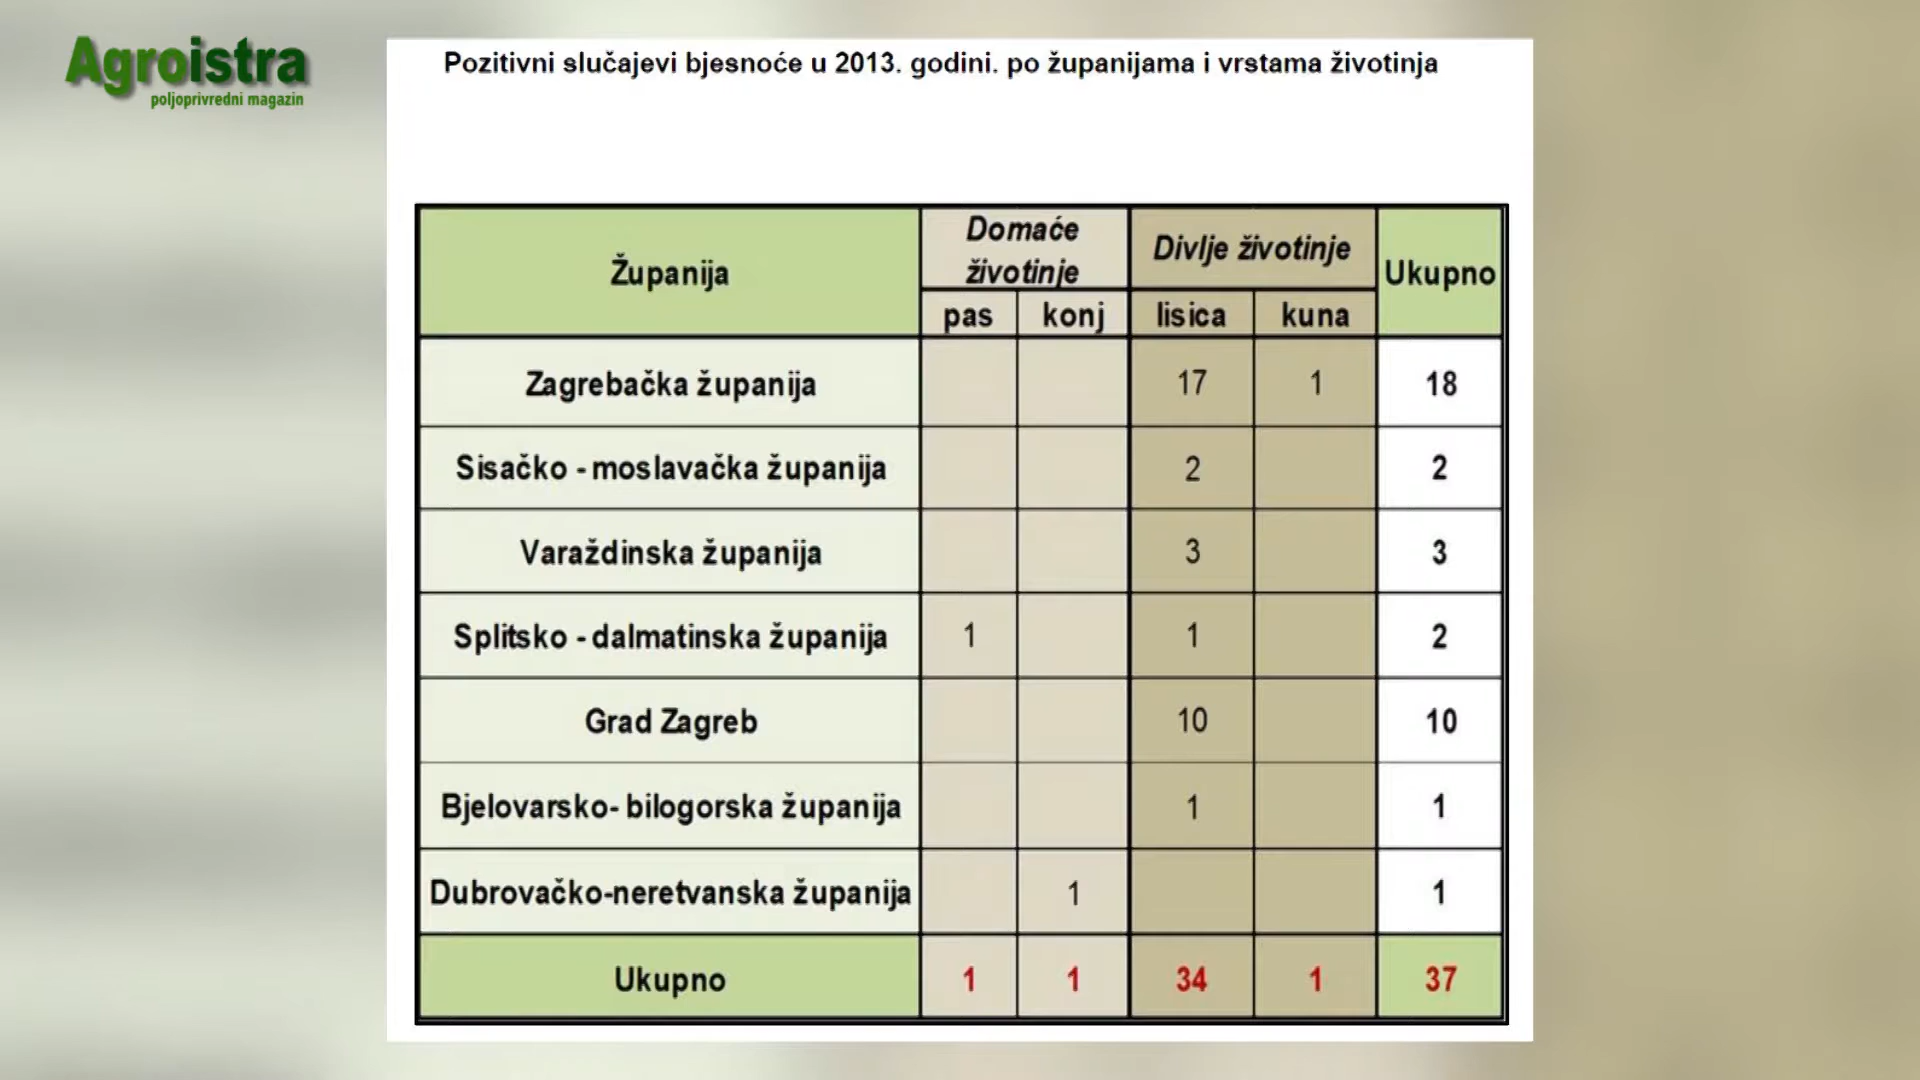 Agroistra
poljoprivredni magazin
Pozitivni slučajevi bjesnoće u 2013. godini. po županijama i vrstama životinja
Županija Domaće životinje Divlje životinje Ukupno
pas konj lisica kuna
Zagrebačka županija 17 1 18
Sisačko - moslavačka županija 2 2
Varaždinska županija 3 3
Splitsko - dalmatinska županija 1 1 2
Grad Zagreb 10 10
Bjelovarsko- bilogorska županija 1 1
Dubrovačko-neretvanska županija 1 1
Ukupno 1 1 34 1 37